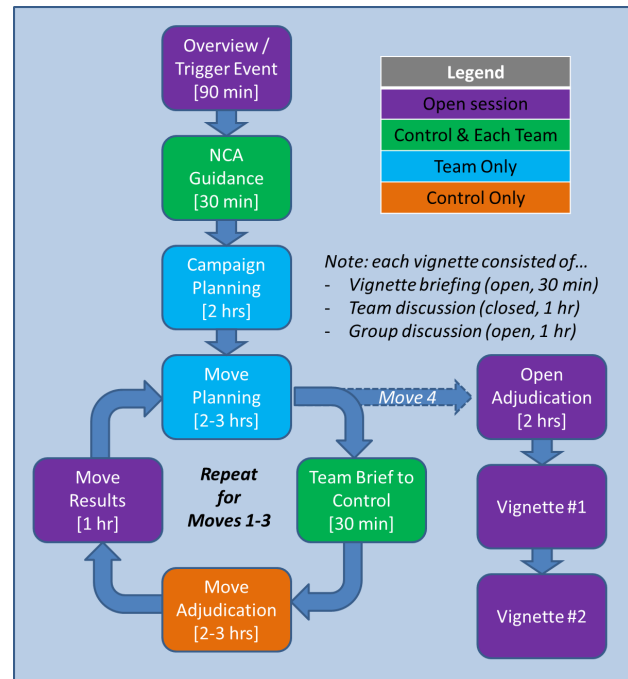 Overview /
Trigger Event
[90 min]
Legend
Open session
Control & Each Team
Team Only
Control Only
NCA
Guidance
[30 min]
Campaign
Planning
[2 hrs]
Note: each vignette consisted of…
- Vignette briefing (open, 30 min)
- Team discussion (closed, 1 hr)
- Group discussion (open, 1 hr)
Move
Planning
[2-3 hrs]
Move 4
Open
Adjudication
[2 hrs]
Move
Results
[1 hr]
Repeat
for
Moves 1-3
Team Brief to
Control
[30 min]
Vignette #1
Move
Adjudication
[2-3 hrs]
Vignette #2